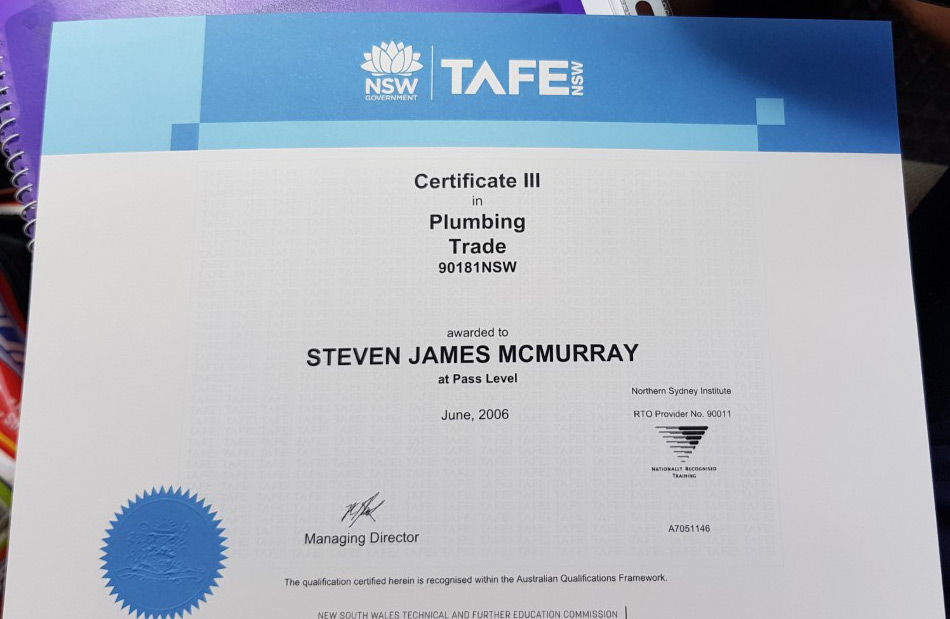 NSW
GOVERNMENT
TAFE NSW
Certificate III
in
Plumbing
Trade
90181NSW
awarded to
STEVEN JAMES MCMURRAY
at Pass Level
June, 2006
Northern Sydney Institute
RTO Provider No. 90011
NATIONALLY RECOGNISED
TRAINING
Managing Director
A7051146
The qualification certified herein is recognised within the Australian Qualifications Framework.
NEW SOUTH WALES TECHNICAL AND FURTHER EDUCATION COMMISSION